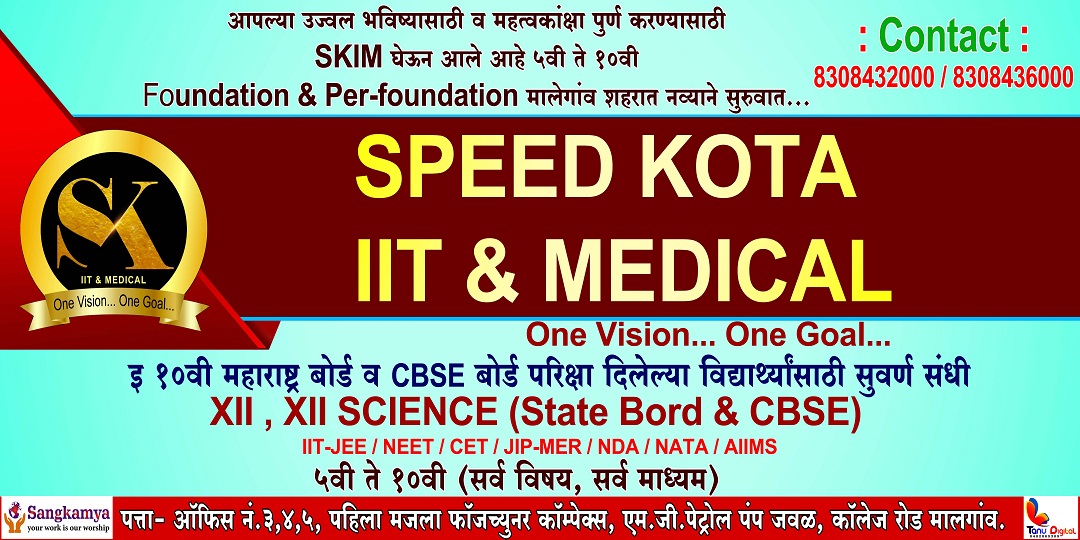 आपल्या उज्वल भविष्यासाठी व महत्वकांक्षा पुर्ण करण्यासाठी
SKIM घेऊन आले आहे ५वी ते १०वी
Foundation & Per-foundation मालेगांव शहरात नव्याने सुरुवात...
: Contact :
8308432000 / 8308436000
SK
IIT & MEDICAL
One Vision... One Goal...
SPEED KOTA
IIT & MEDICAL
One Vision... One Goal...
इ १०वी महाराष्ट्र बोर्ड व CBSE बोर्ड परिक्षा दिलेल्या विद्यार्थ्यांसाठी सुवर्ण संधी
XII , XII SCIENCE (State Bord & CBSE)
IIT-JEE / NEET / CET / JIP-MER / NDA / NATA / AIIMS
५वी ते १०वी (सर्व विषय, सर्व माध्यम)
Sangkamya
your work is our worship
पत्ता- ऑफिस नं.३,४,५, पहिला मजला फॉजच्युनर कॉम्पेक्स, एम.जी.पेट्रोल पंप जवळ, कॉलेज रोड मालगांव.
Tanu Digital